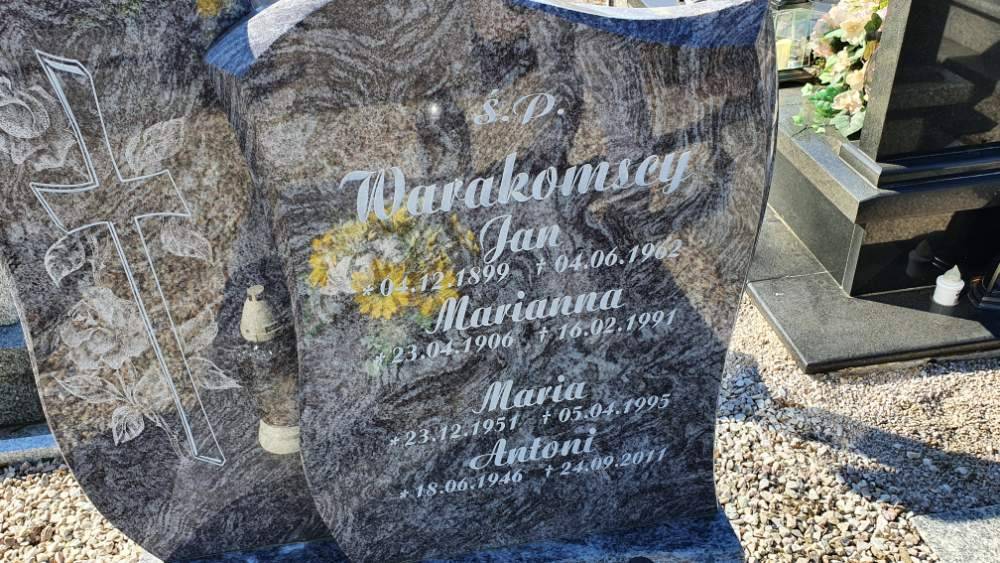 Ś.P.
Warakomscy
Jan
*04.12.1899 †04.06.1962
Marianna
*23.04.1906 †16.02.1991
Maria
*23.12.1951 †05.04.1995
Antoni
*18.06.1946 †24.09.2011